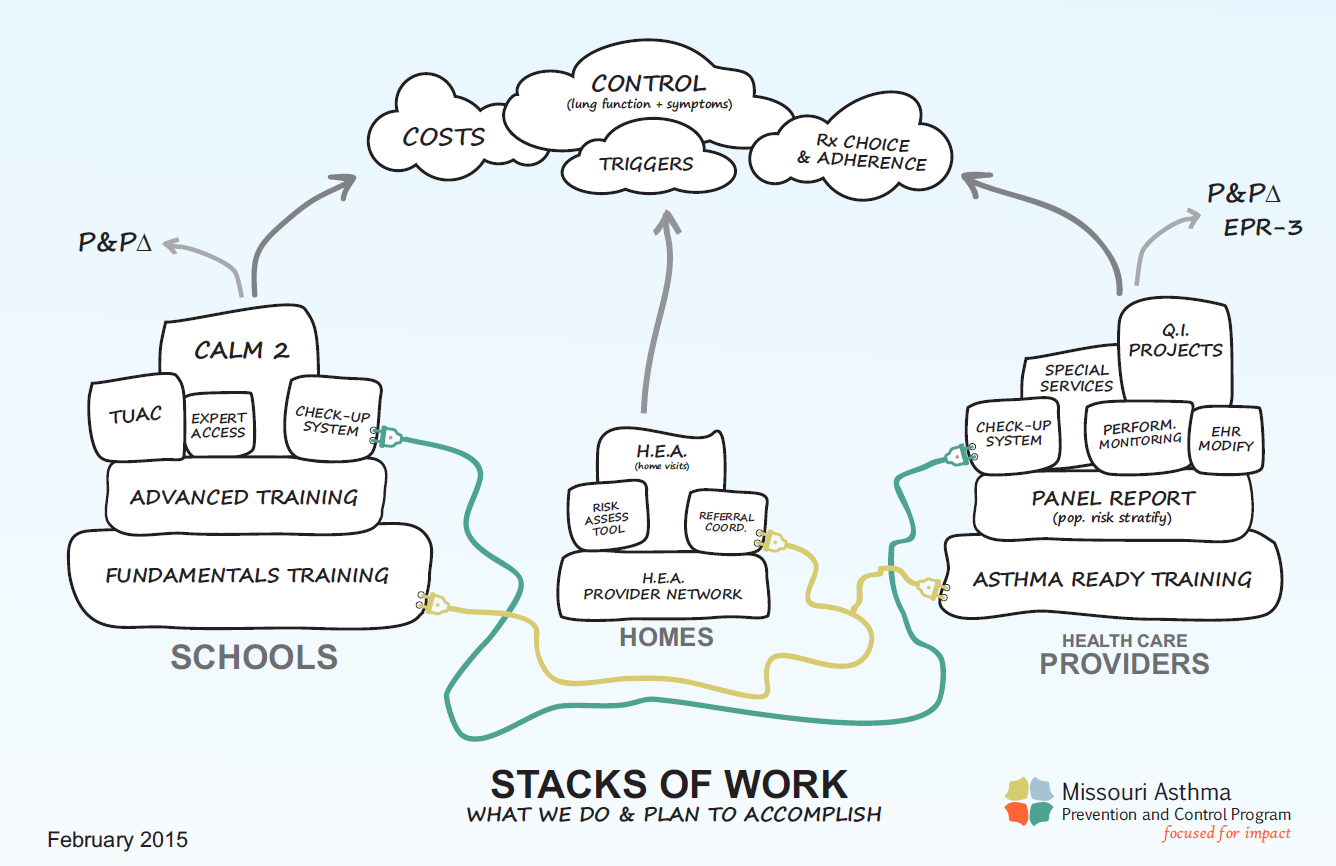 CONTROL
(lung function + symptoms)
COSTS
TRIGGERS
Rx CHOICE
& ADHERENCE
P&P∆
P&P∆
EPR-3
CALM 2
TUAC
EXPERT
ACCESS
CHECK-UP
SYSTEM
ADVANCED TRAINING
FUNDAMENTALS TRAINING
SCHOOLS
H.E.A.
(home visits)
RISK
ASSESS
TOOL
REFERRAL
COORD.
H.E.A.
PROVIDER NETWORK
HOMES
Q.I.
PROJECTS
SPECIAL
SERVICES
CHECK-UP
SYSTEM
PERFORM.
MONITORING
EHR
MODIFY
PANEL REPORT
(pop. risk stratify)
ASTHMA READY TRAINING
HEALTH CARE
PROVIDERS
STACKS OF WORK
WHAT WE DO & PLAN TO ACCOMPLISH
February 2015
Missouri Asthma
Prevention and Control Program
focused for impact